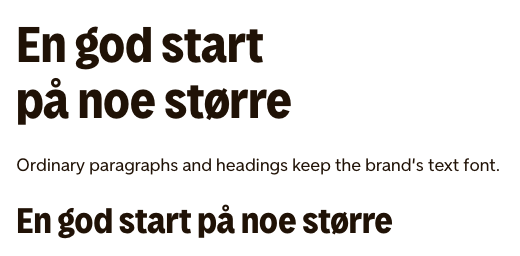 En god start
på noe større
Ordinary paragraphs and headings keep the brand's text font.
En god start på noe større